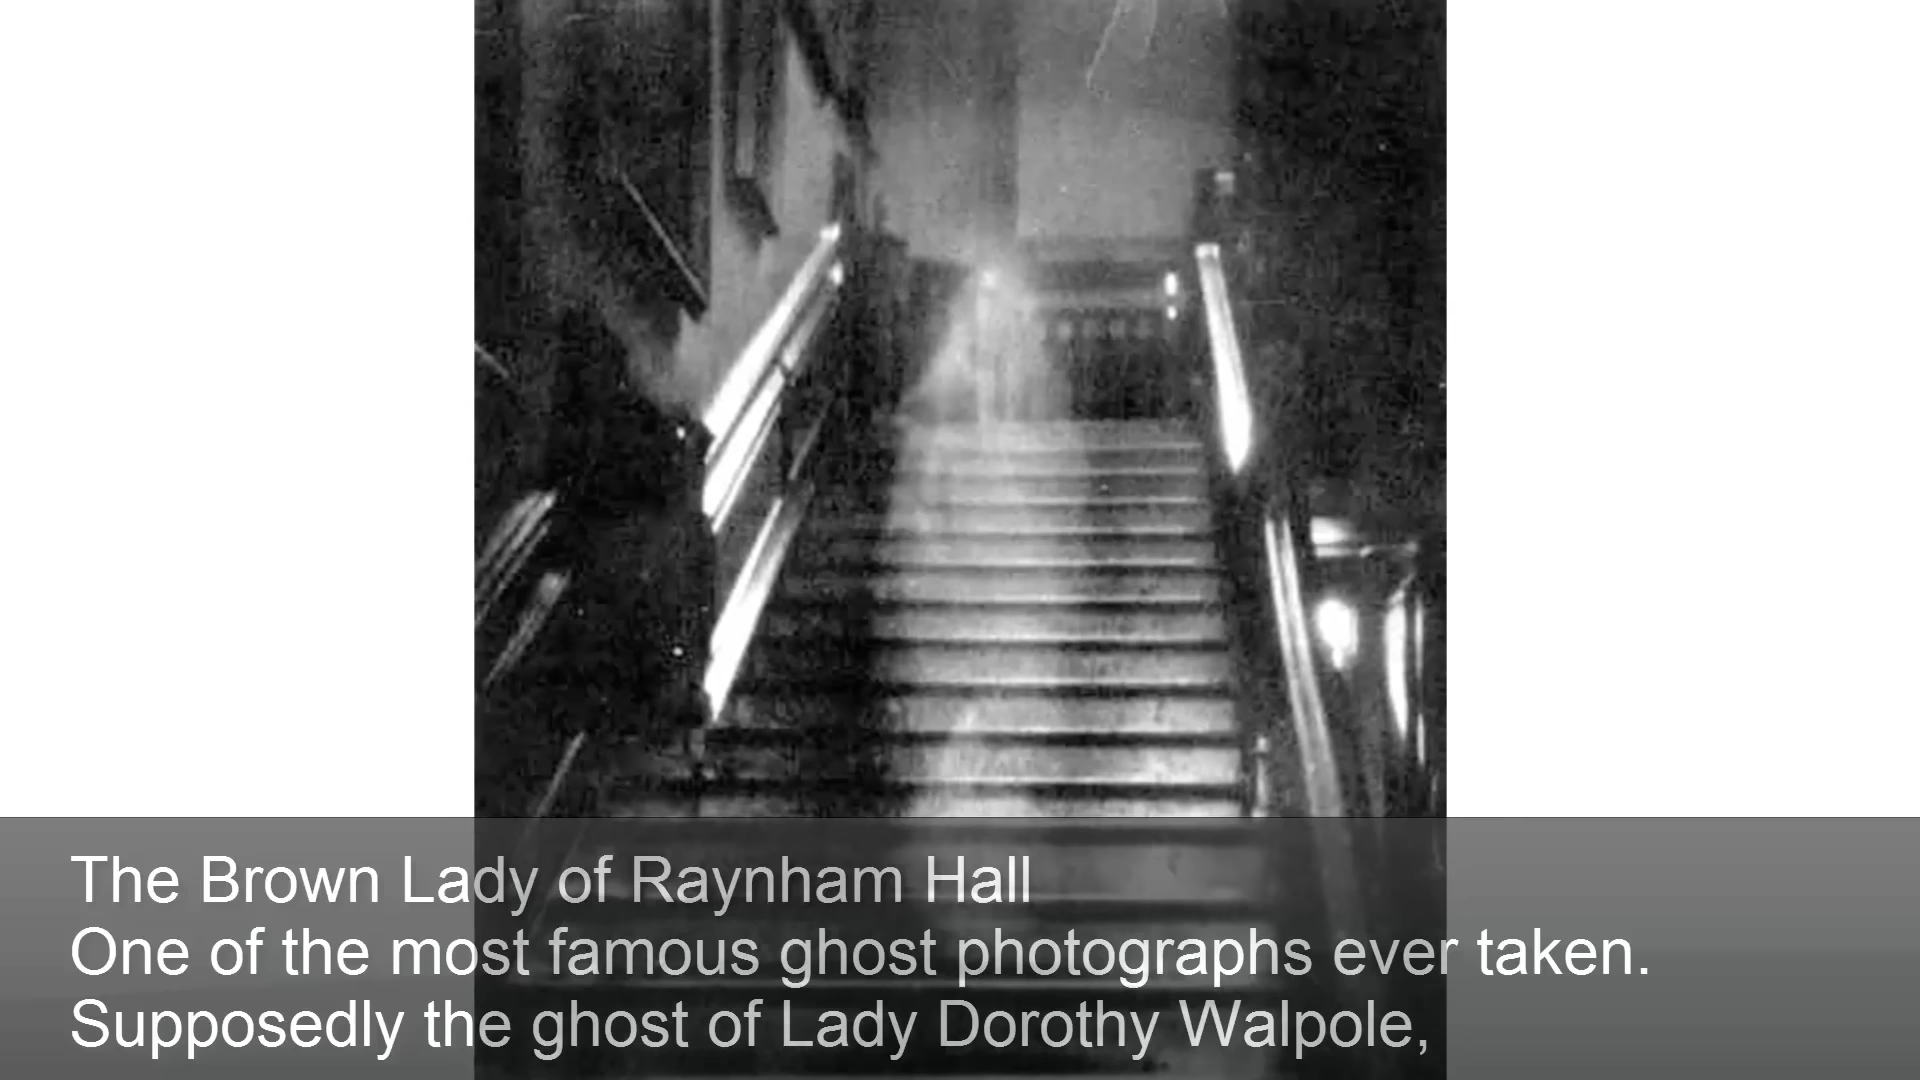 The Brown Lady of Raynham Hall
One of the most famous ghost photographs ever taken.
Supposedly the ghost of Lady Dorothy Walpole,